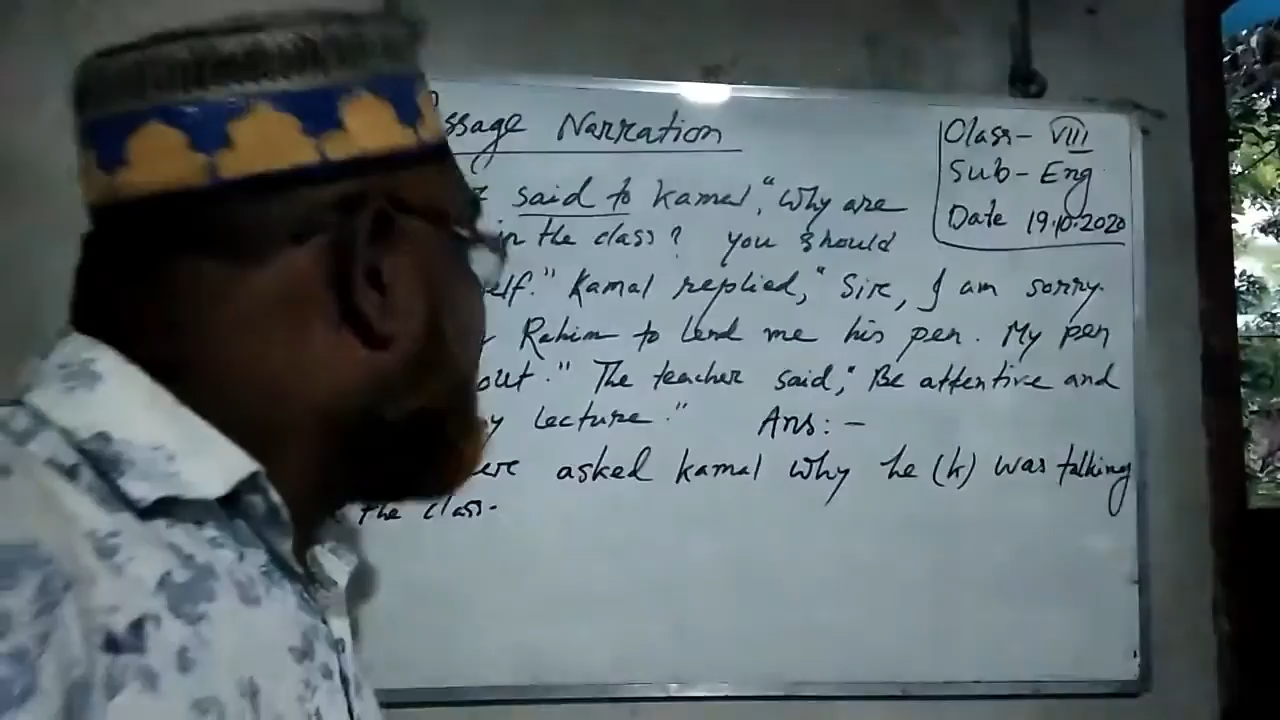 ssage Narration
Class- VIII
Sub- Eng
Date 19.10.2020
said to Kamal, "Why are
in the class? you should
elf." Kamal replied, "Sir, I am sorry.
Rahim to lend me his pen. My pen
out." The teacher said, "Be attentive and
y lecture." Ans: -
asked Kamal why he (k) was talking
the class.